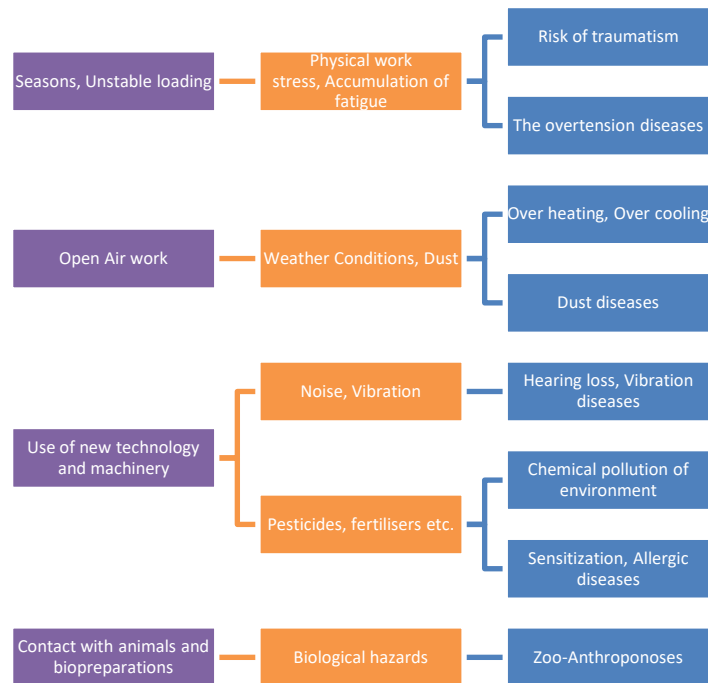 Seasons, Unstable loading
Physical work
stress, Accumulation of
fatigue
Risk of traumatism
The overtension diseases
Open Air work
Weather Conditions, Dust
Over heating, Over cooling
Dust diseases
Use of new technology
and machinery
Noise, Vibration
Hearing loss, Vibration
diseases
Pesticides, fertilisers etc.
Chemical pollution of
environment
Sensitization, Allergic
diseases
Contact with animals and
biopreparations
Biological hazards
Zoo-Anthroponoses